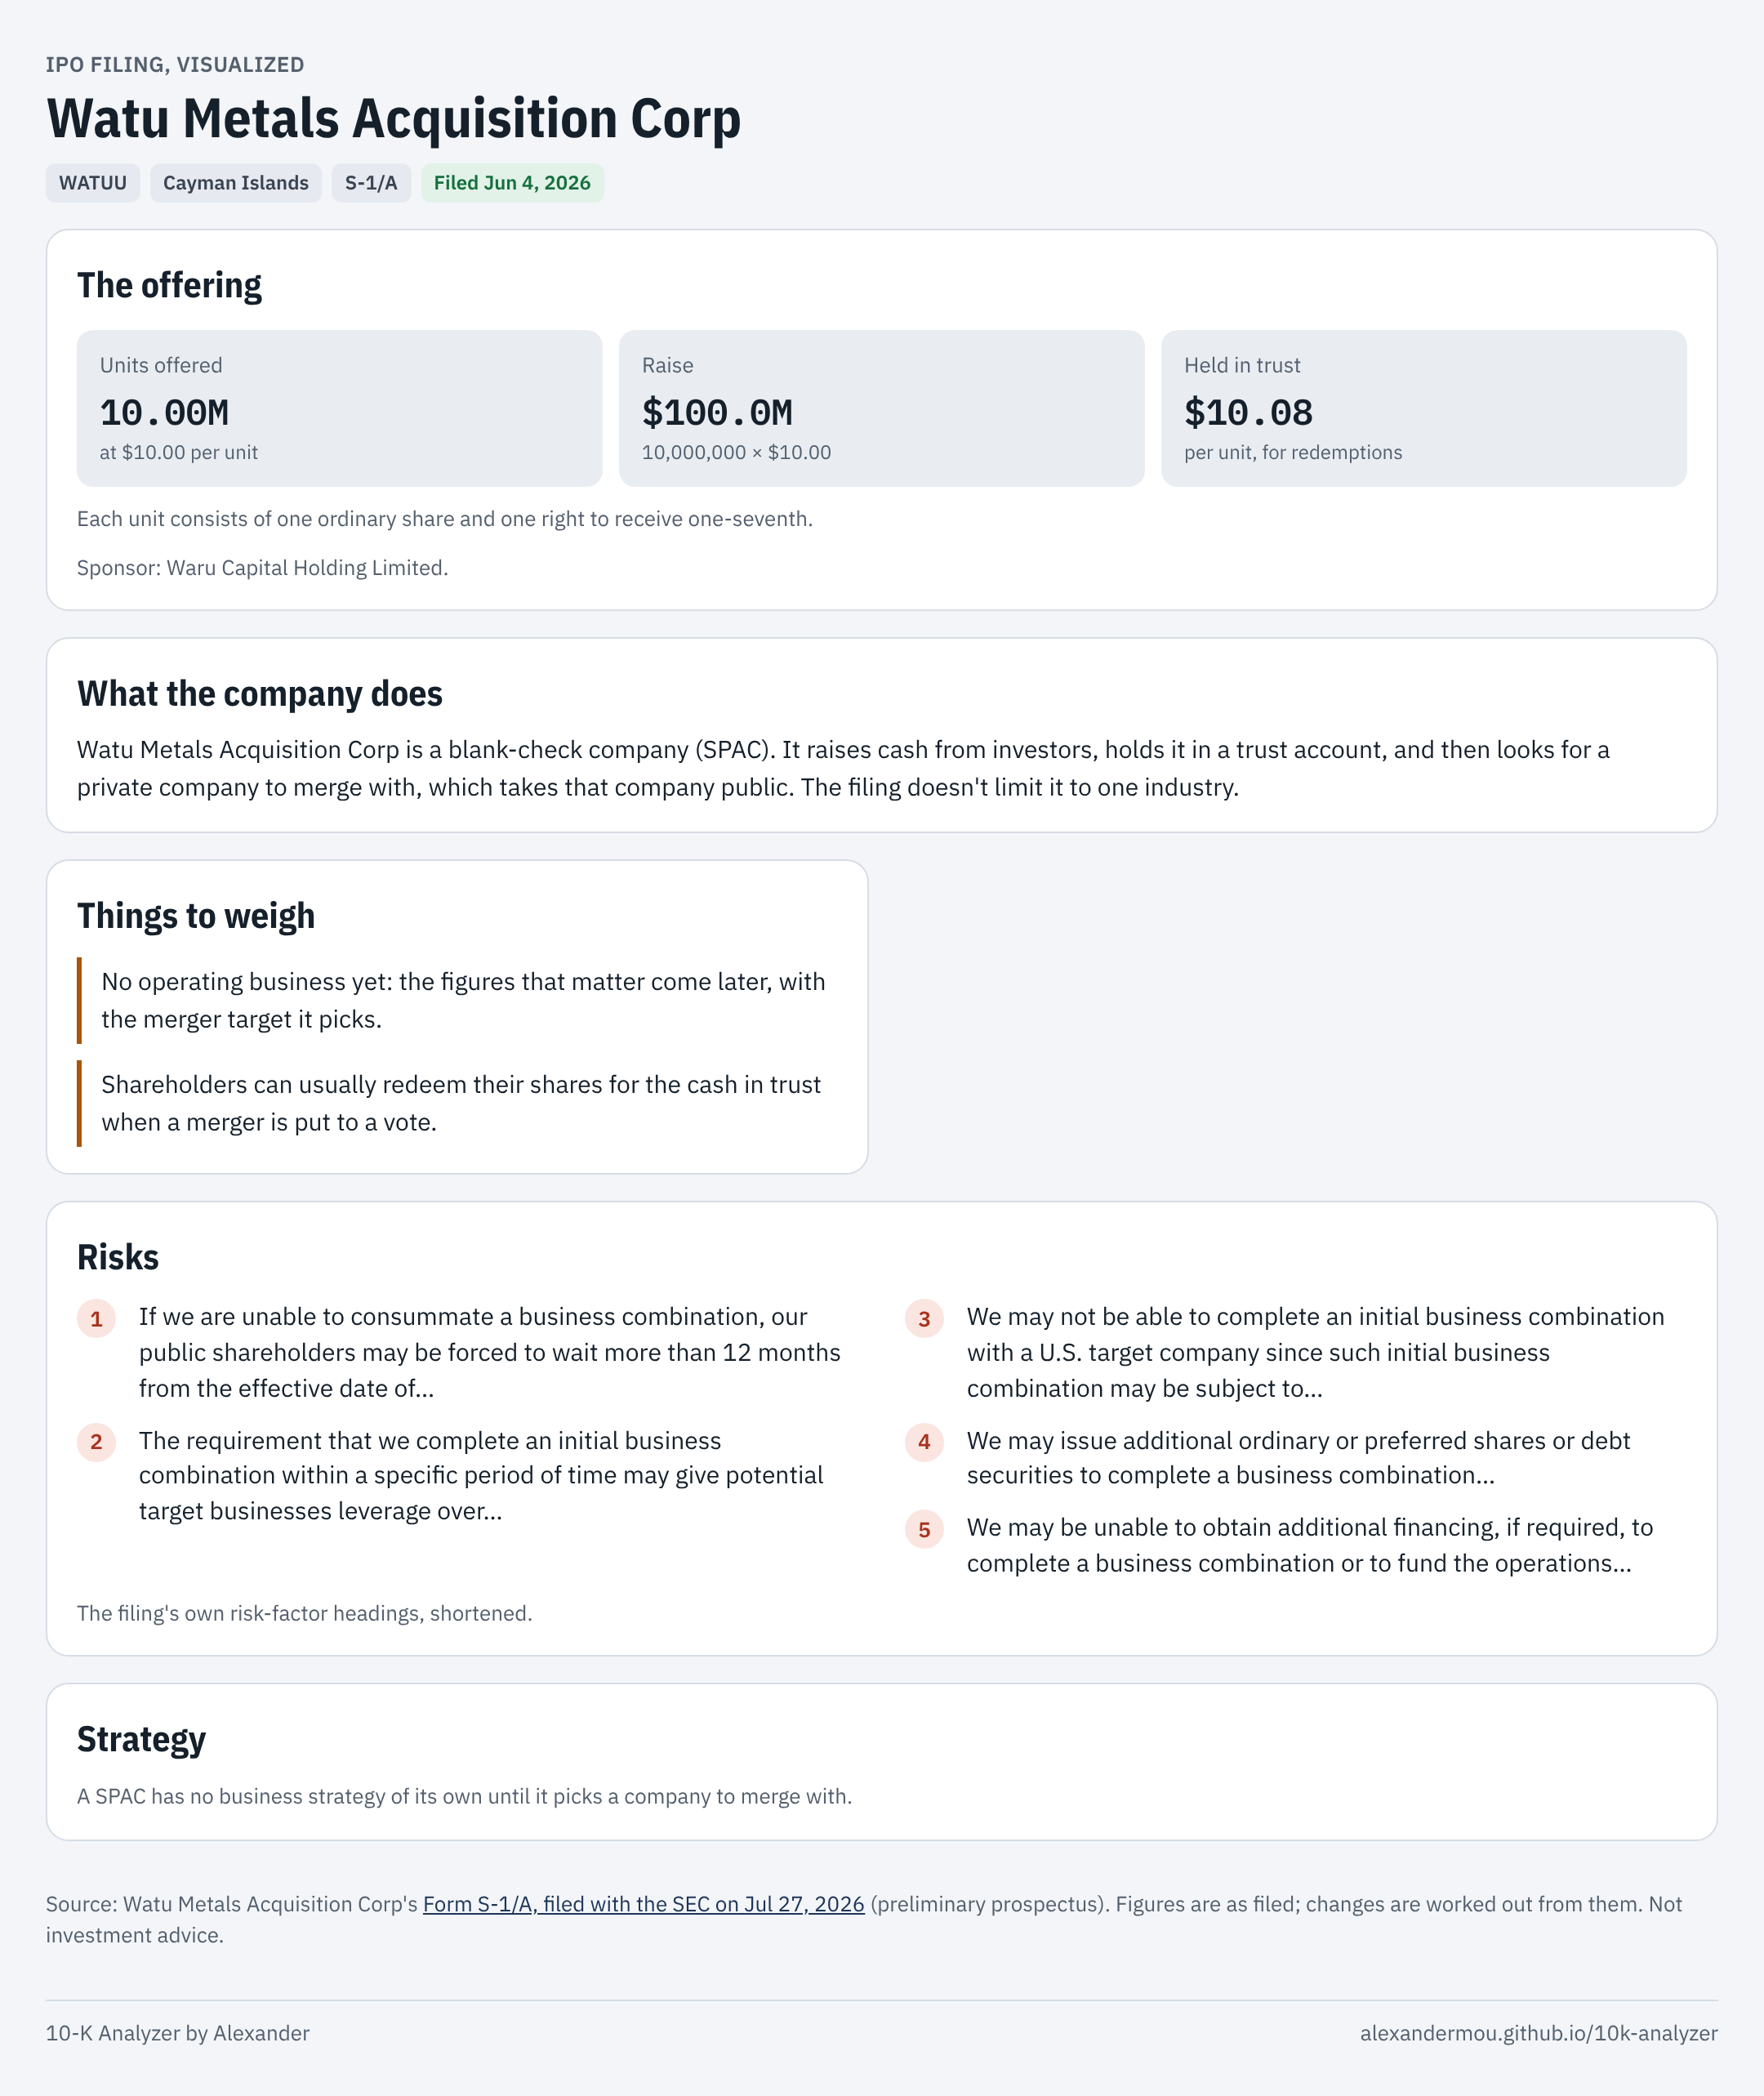 IPO FILING, VISUALIZED
Watu Metals Acquisition Corp
WATUU
Cayman Islands
S-1/A
Filed Jun 4, 2026
The offering
Units offered
10.00M
at $10.00 per unit
Raise
$100.0M
10,000,000 × $10.00
Held in trust
$10.08
per unit, for redemptions
Each unit consists of one ordinary share and one right to receive one-seventh.
Sponsor: Waru Capital Holding Limited.
What the company does
Watu Metals Acquisition Corp is a blank-check company (SPAC). It raises cash from investors, holds it in a trust account, and then looks for a
private company to merge with, which takes that company public. The filing doesn't limit it to one industry.
Things to weigh
No operating business yet: the figures that matter come later, with
the merger target it picks.
Shareholders can usually redeem their shares for the cash in trust
when a merger is put to a vote.
Risks
1
If we are unable to consummate a business combination, our
public shareholders may be forced to wait more than 12 months
from the effective date of…
2
The requirement that we complete an initial business
combination within a specific period of time may give potential
target businesses leverage over…
3
We may not be able to complete an initial business combination
with a U.S. target company since such initial business
combination may be subject to…
4
We may issue additional ordinary or preferred shares or debt
securities to complete a business combination…
5
We may be unable to obtain additional financing, if required, to
complete a business combination or to fund the operations…
The filing's own risk-factor headings, shortened.
Strategy
A SPAC has no business strategy of its own until it picks a company to merge with.
Source: Watu Metals Acquisition Corp's Form S-1/A, filed with the SEC on Jul 27, 2026 (preliminary prospectus). Figures are as filed; changes are worked out from them. Not
investment advice.
10-K Analyzer by Alexander
alexandermou.github.io/10k-analyzer